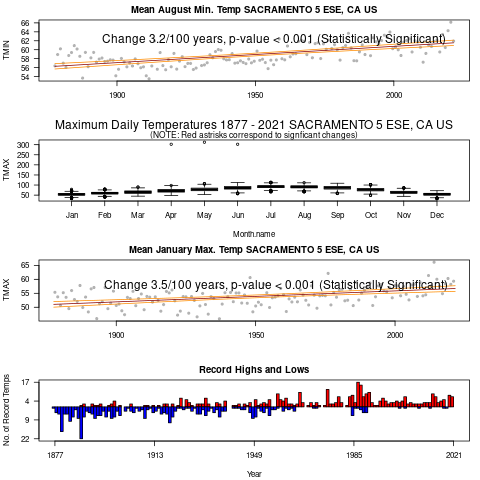 Mean August Min. Temp SACRAMENTO 5 ESE, CA US
Change 3.2/100 years, p-value < 0.001 (Statistically Significant)
TMIN
66
64
62
60
58
56
54
1900
1950
2000
Maximum Daily Temperatures 1877 - 2021 SACRAMENTO 5 ESE, CA US
(NOTE: Red astrisks correspond to signficant changes)
TMAX
300
250
200
150
100
50
Jan
Feb
Mar
Apr
May
Jun
Jul
Aug
Sep
Oct
Nov
Dec
Month.name
Mean January Max. Temp SACRAMENTO 5 ESE, CA US
Change 3.5/100 years, p-value < 0.001 (Statistically Significant)
TMAX
65
60
55
50
1900
1950
2000
Record Highs and Lows
No. of Record Temps
17
4
9
22
1877
1913
1949
1985
2021
Year